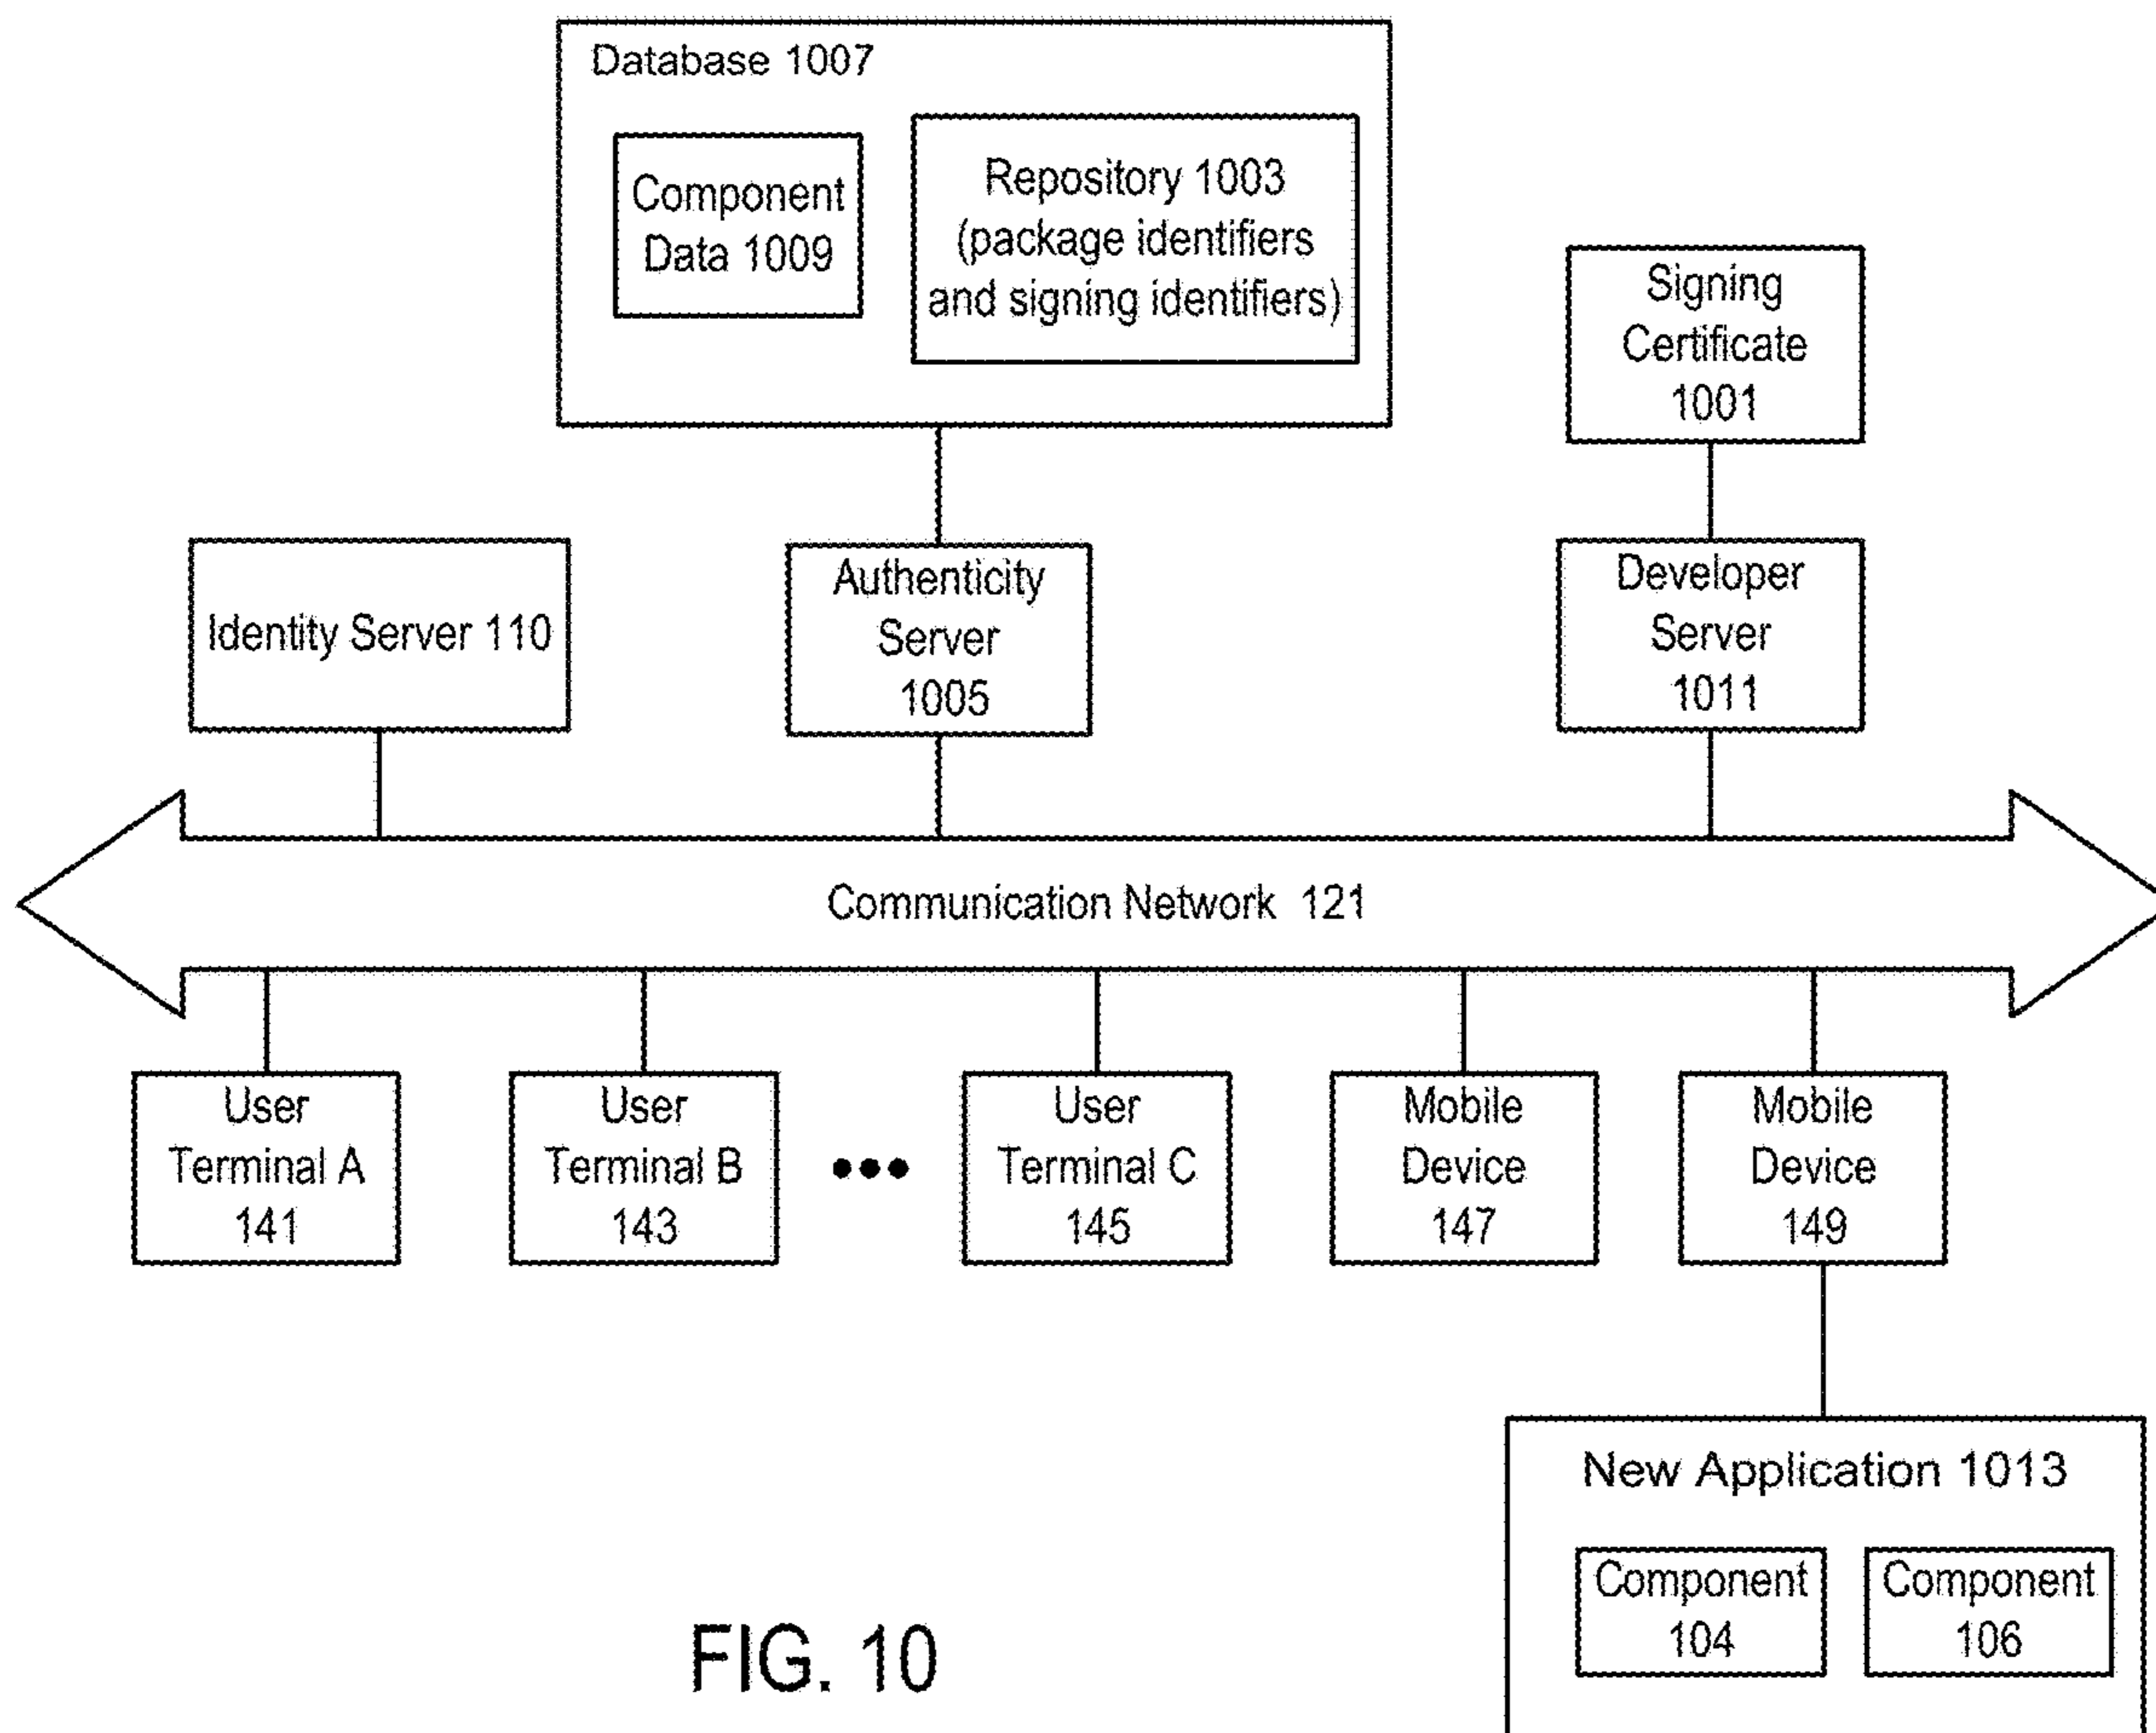 Database 1007
Component
Data 1009
Repository 1003
(package identifiers
and signing identifiers)
Signing
Certificate
1001
Identity Server 110
Authenticity
Server
1005
Developer
Server
1011
Communication Network 121
User
Terminal A
141
User
Terminal B
143
User
Terminal C
145
Mobile
Device
147
Mobile
Device
149
New Application 1013
Component
104
Component
106
FIG. 10